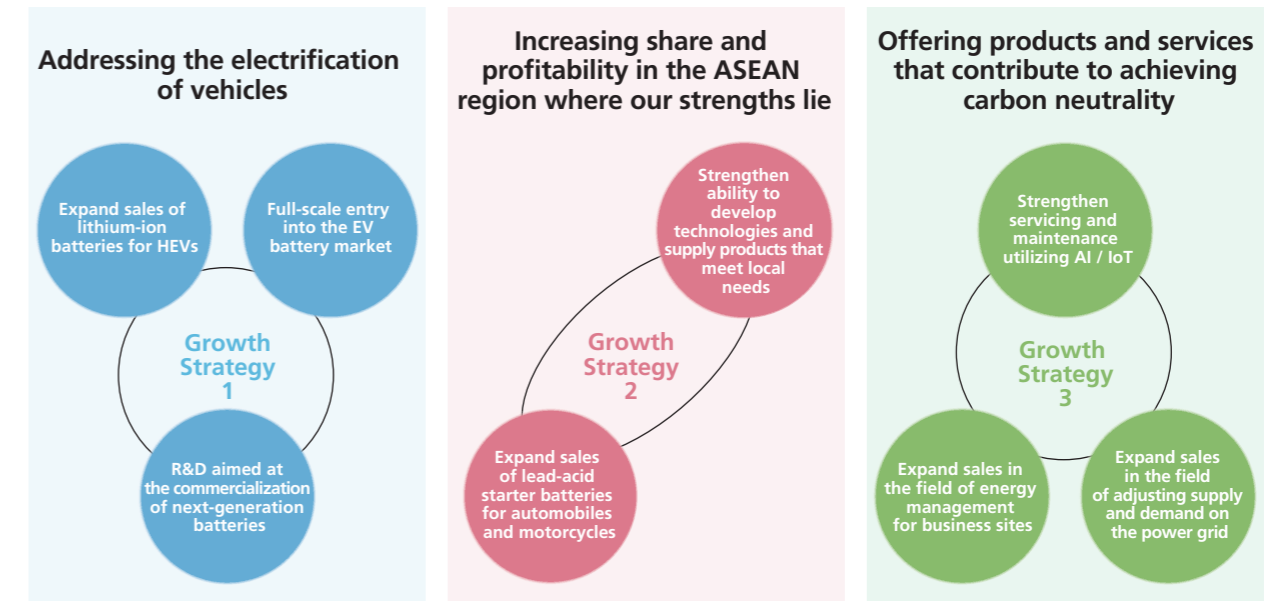 Addressing the electrification
of vehicles
Expand sales of
lithium-ion
batteries for HEVs
Full-scale entry
into the EV
battery market
Growth
Strategy
1
R&D aimed at
the commercialization
of next-generation
batteries
Increasing share and
profitability in the ASEAN
region where our strengths lie
Strengthen
ability to
develop
technologies and
supply products that
meet local
needs
Growth
Strategy
2
Expand sales
of lead-acid
starter batteries
for automobiles
and motorcycles
Offering products and services
that contribute to achieving
carbon neutrality
Strengthen
servicing and
maintenance
utilizing AI / IoT
Growth
Strategy
3
Expand sales in
the field of energy
management
for business sites
Expand sales
in the field
of adjusting supply
and demand on
the power grid